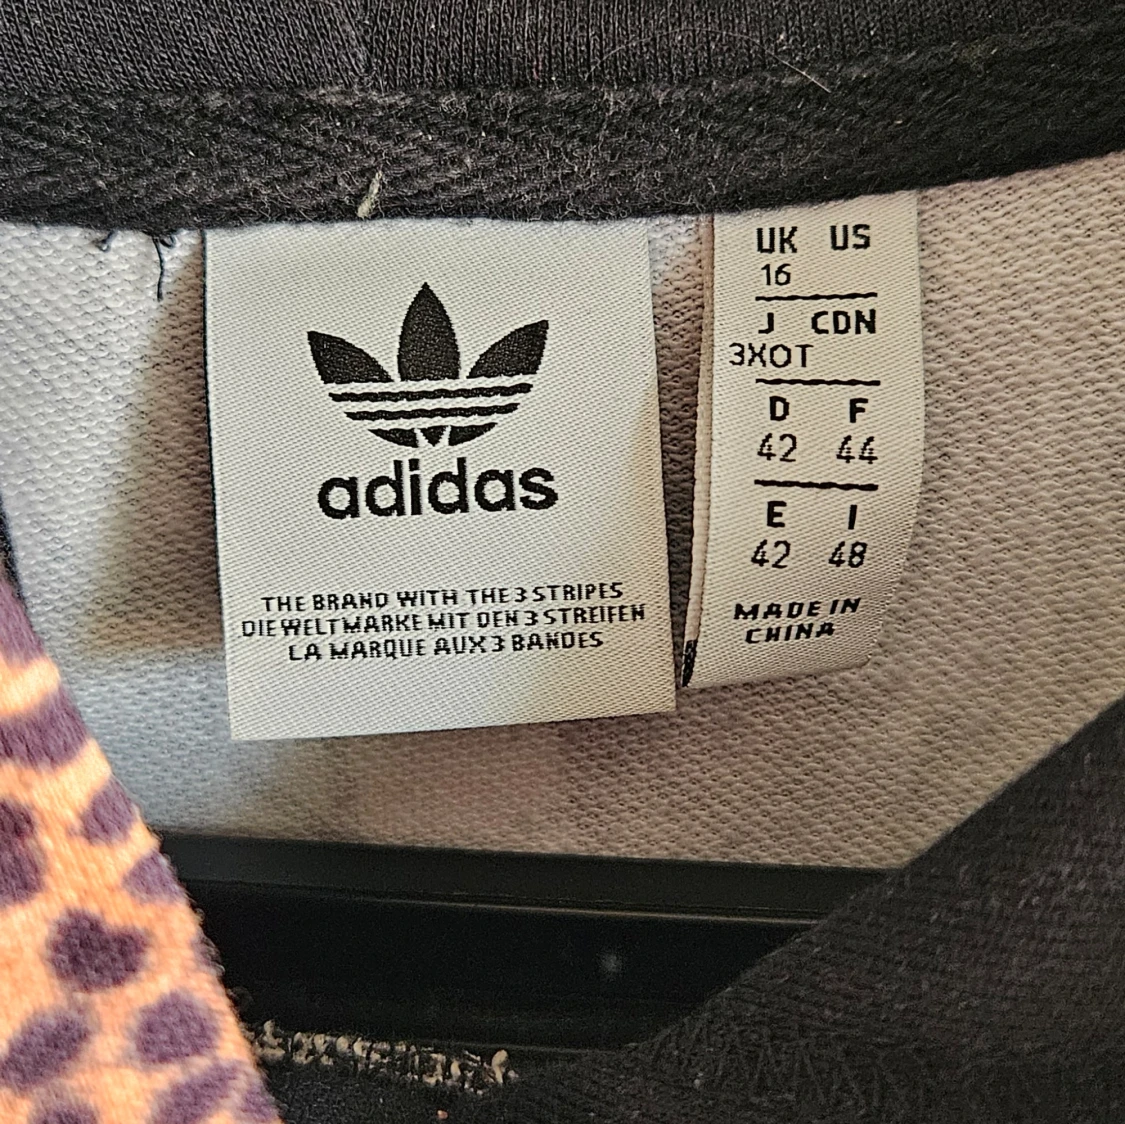 adidas
THE BRAND WITH THE 3 STRIPES
DIE WELTMARKE MIT DEN 3 STREIFEN
LA MARQUE AUX 3 BANDES
UK US
16
J CDN
3XOT
D F
42 44
E I
42 48
MADE IN
CHINA